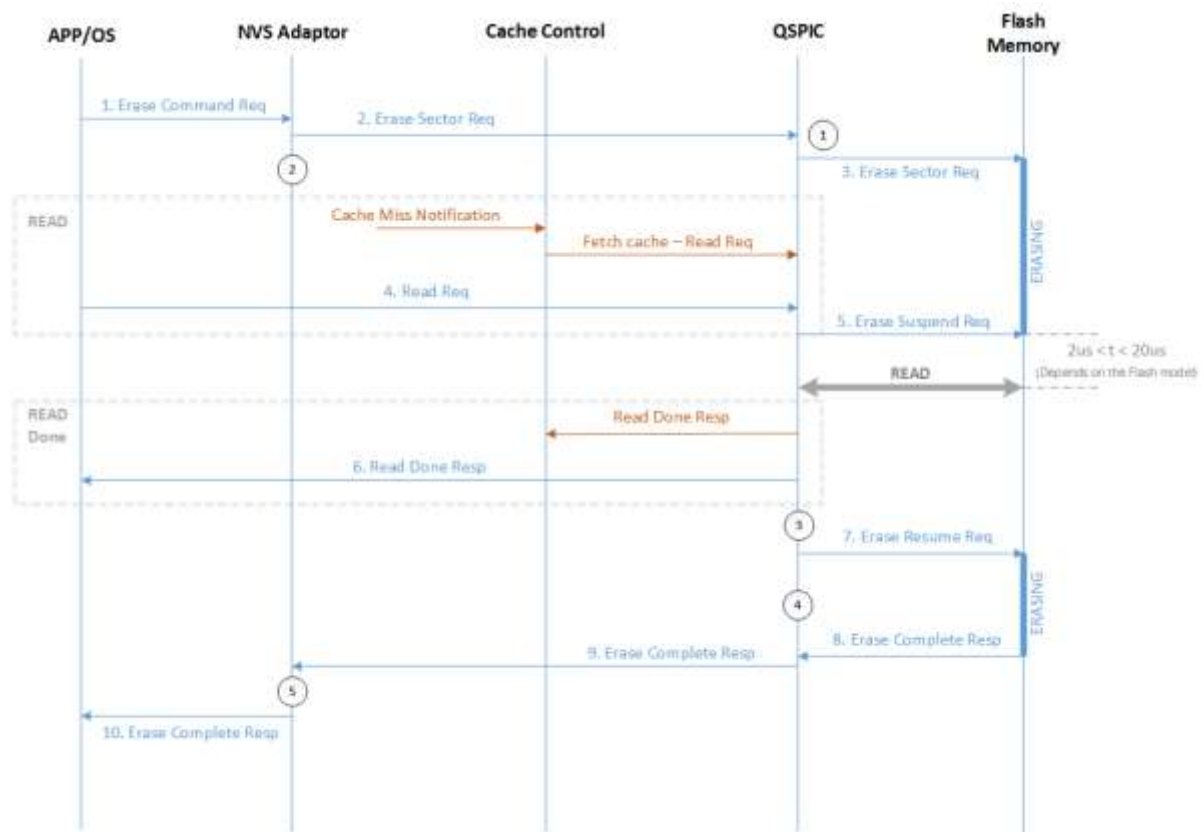 APP/OS
NVS Adaptor
Cache Control
QSPIC
Flash
Memory
1. Erase Command Req
2. Erase Sector Req
1
2
3. Erase Sector Req
READ
Cache Miss Notification
Fetch cache – Read Req
ERASING
4. Read Req
5. Erase Suspend Req
2us < t < 20us
(Depends on the Flash model)
READ
READ
Done
Read Done Resp
6. Read Done Resp
3
7. Erase Resume Req
4
ERASING
8. Erase Complete Resp
9. Erase Complete Resp
5
10. Erase Complete Resp